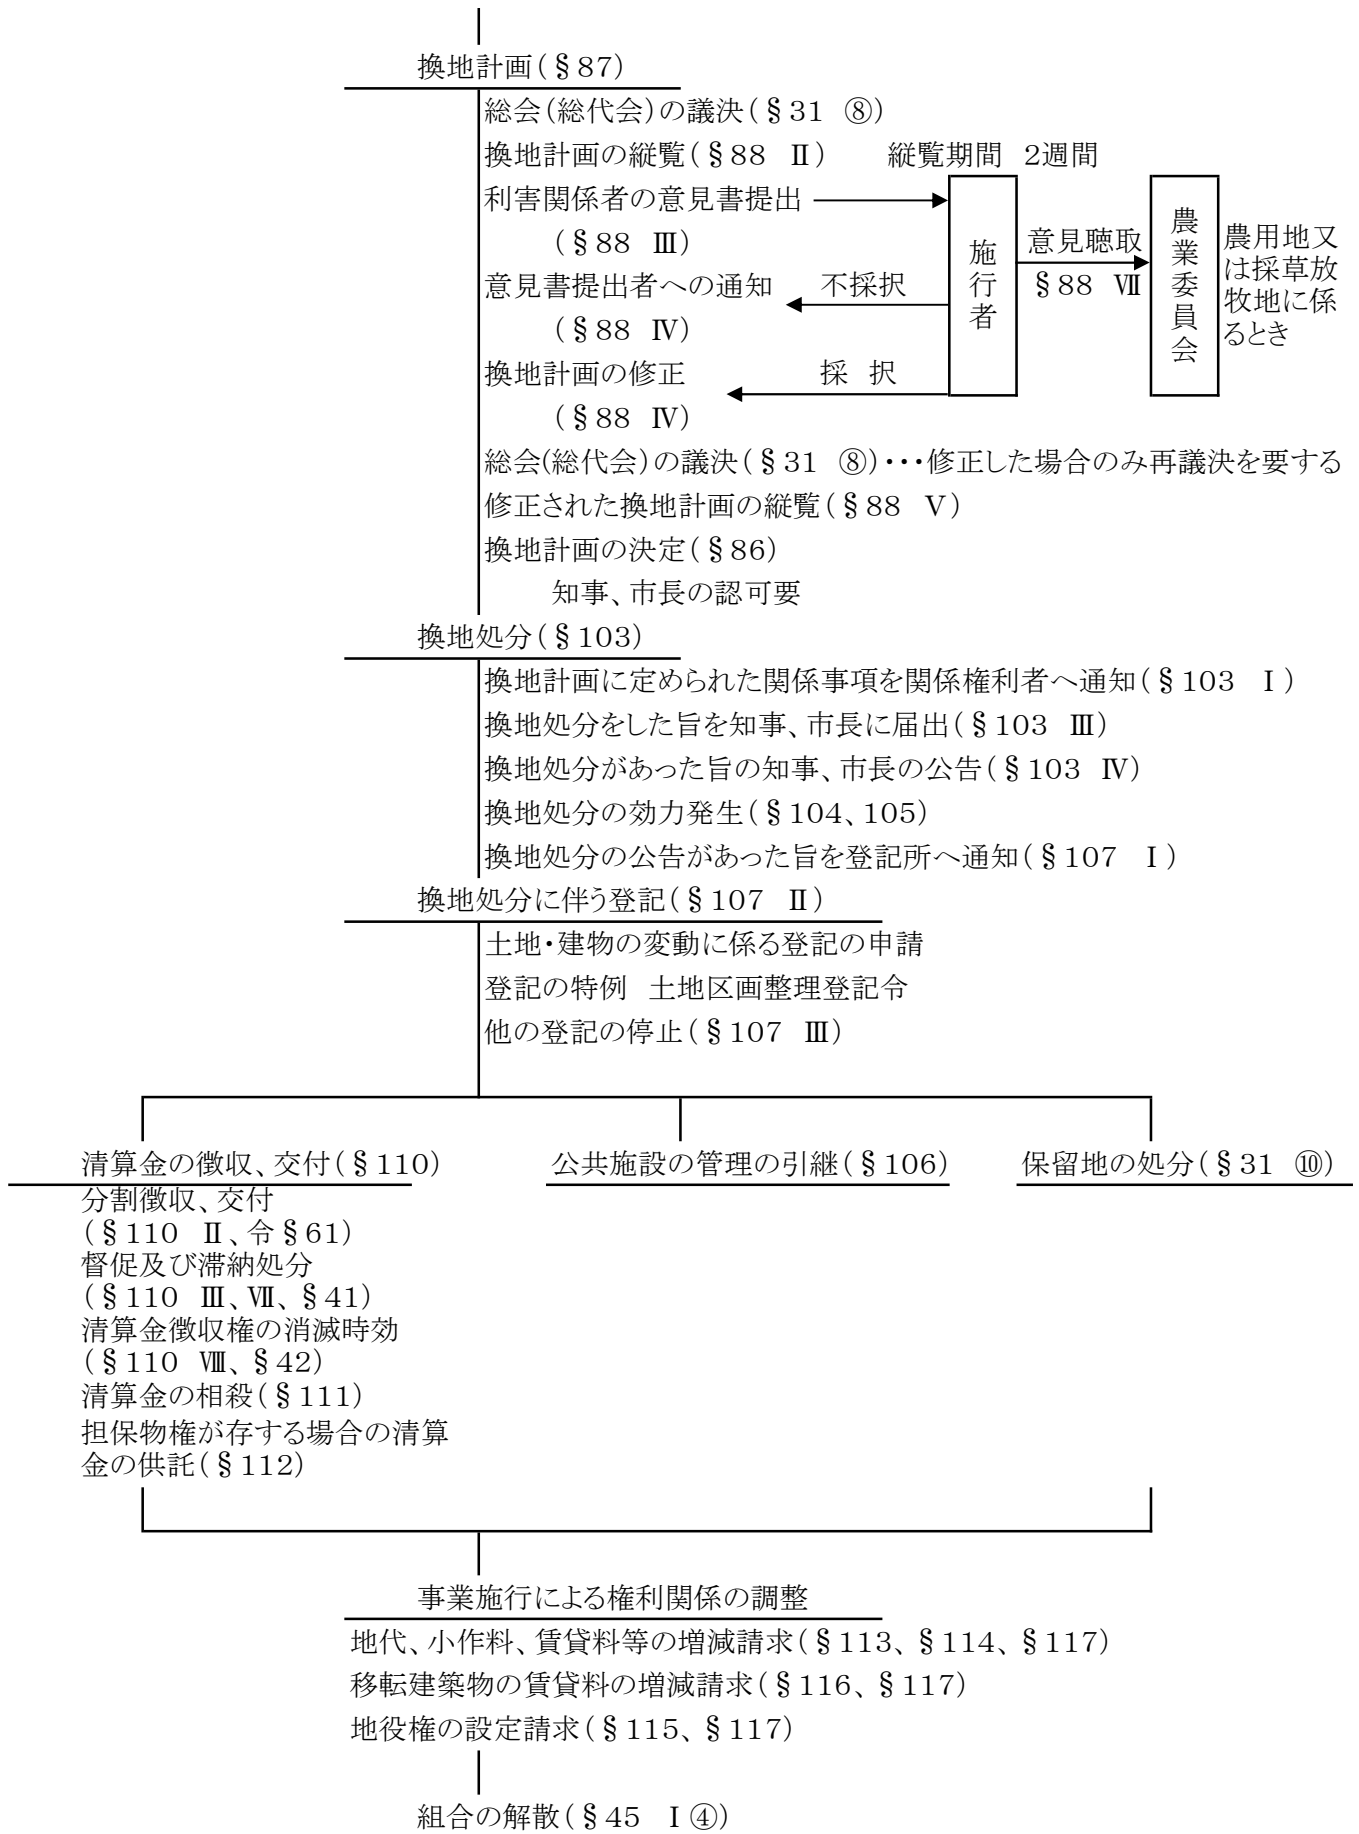 換地計画(§87)
総会(総代会)の議決(§31 ⑧)
換地計画の縦覧(§88 Ⅱ) 縦覧期間 2週間
利害関係者の意見書提出
(§88 Ⅲ)
意見書提出者への通知
(§88 Ⅳ)
不採択
換地計画の修正
(§88 Ⅳ)
採 択
施行者
意見聴取
§88 Ⅶ
農業委員会
農用地又
は採草放
牧地に係
るとき
総会(総代会)の議決(§31 ⑧)・・・修正した場合のみ再議決を要する
修正された換地計画の縦覧(§88 Ⅴ)
換地計画の決定(§86)
知事、市長の認可要
換地処分(§103)
換地計画に定められた関係事項を関係権利者へ通知(§103 Ⅰ)
換地処分をした旨を知事、市長に届出(§103 Ⅲ)
換地処分があった旨の知事、市長の公告(§103 Ⅳ)
換地処分の効力発生(§104、105)
換地処分の公告があった旨を登記所へ通知(§107 Ⅰ)
換地処分に伴う登記(§107 Ⅱ)
土地・建物の変動に係る登記の申請
登記の特例 土地区画整理登記令
他の登記の停止(§107 Ⅲ)
清算金の徴収、交付(§110)
分割徴収、交付
(§110 Ⅱ、令§61)
督促及び滞納処分
(§110 Ⅲ、Ⅶ、§41)
清算金徴収権の消滅時効
(§110 Ⅷ、§42)
清算金の相殺(§111)
担保物権が存する場合の清算
金の供託(§112)
公共施設の管理の引継(§106)
保留地の処分(§31 ⑩)
事業施行による権利関係の調整
地代、小作料、賃貸料等の増減請求(§113、§114、§117)
移転建築物の賃貸料の増減請求(§116、§117)
地役権の設定請求(§115、§117)
組合の解散(§45 Ⅰ④)